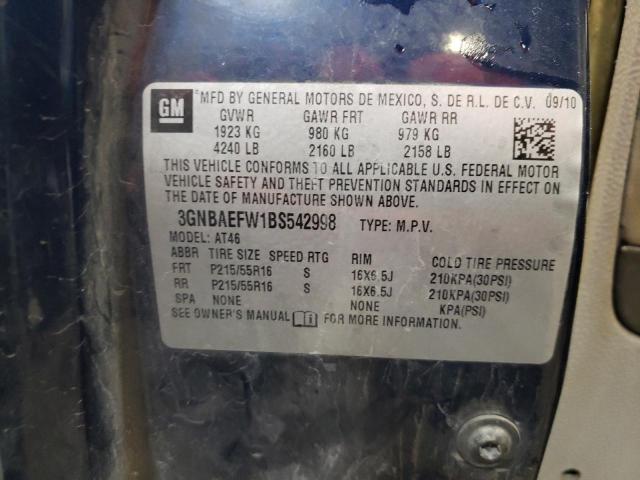 GM
MFD BY GENERAL MOTORS DE MEXICO, S. DE R.L. DE C.V. 09/10
GVWR GAWR FRT GAWR RR
1923 KG 980 KG 979 KG
4240 LB 2160 LB 2158 LB
THIS VEHICLE CONFORMS TO ALL APPLICABLE U.S. FEDERAL MOTOR
VEHICLE SAFETY AND THEFT PREVENTION STANDARDS IN EFFECT ON
THE DATE OF MANUFACTURE SHOWN ABOVE.
3GNBAEFW1BS542998 TYPE: M.P.V.
MODEL: AT46
ABBR TIRE SIZE SPEED RTG RIM COLD TIRE PRESSURE
FRT P215/55R16 S 16X6.5J 210KPA(30PSI)
RR P215/55R16 S 16X6.5J 210KPA(30PSI)
SPA NONE NONE KPA(PSI)
SEE OWNER'S MANUAL FOR MORE INFORMATION.